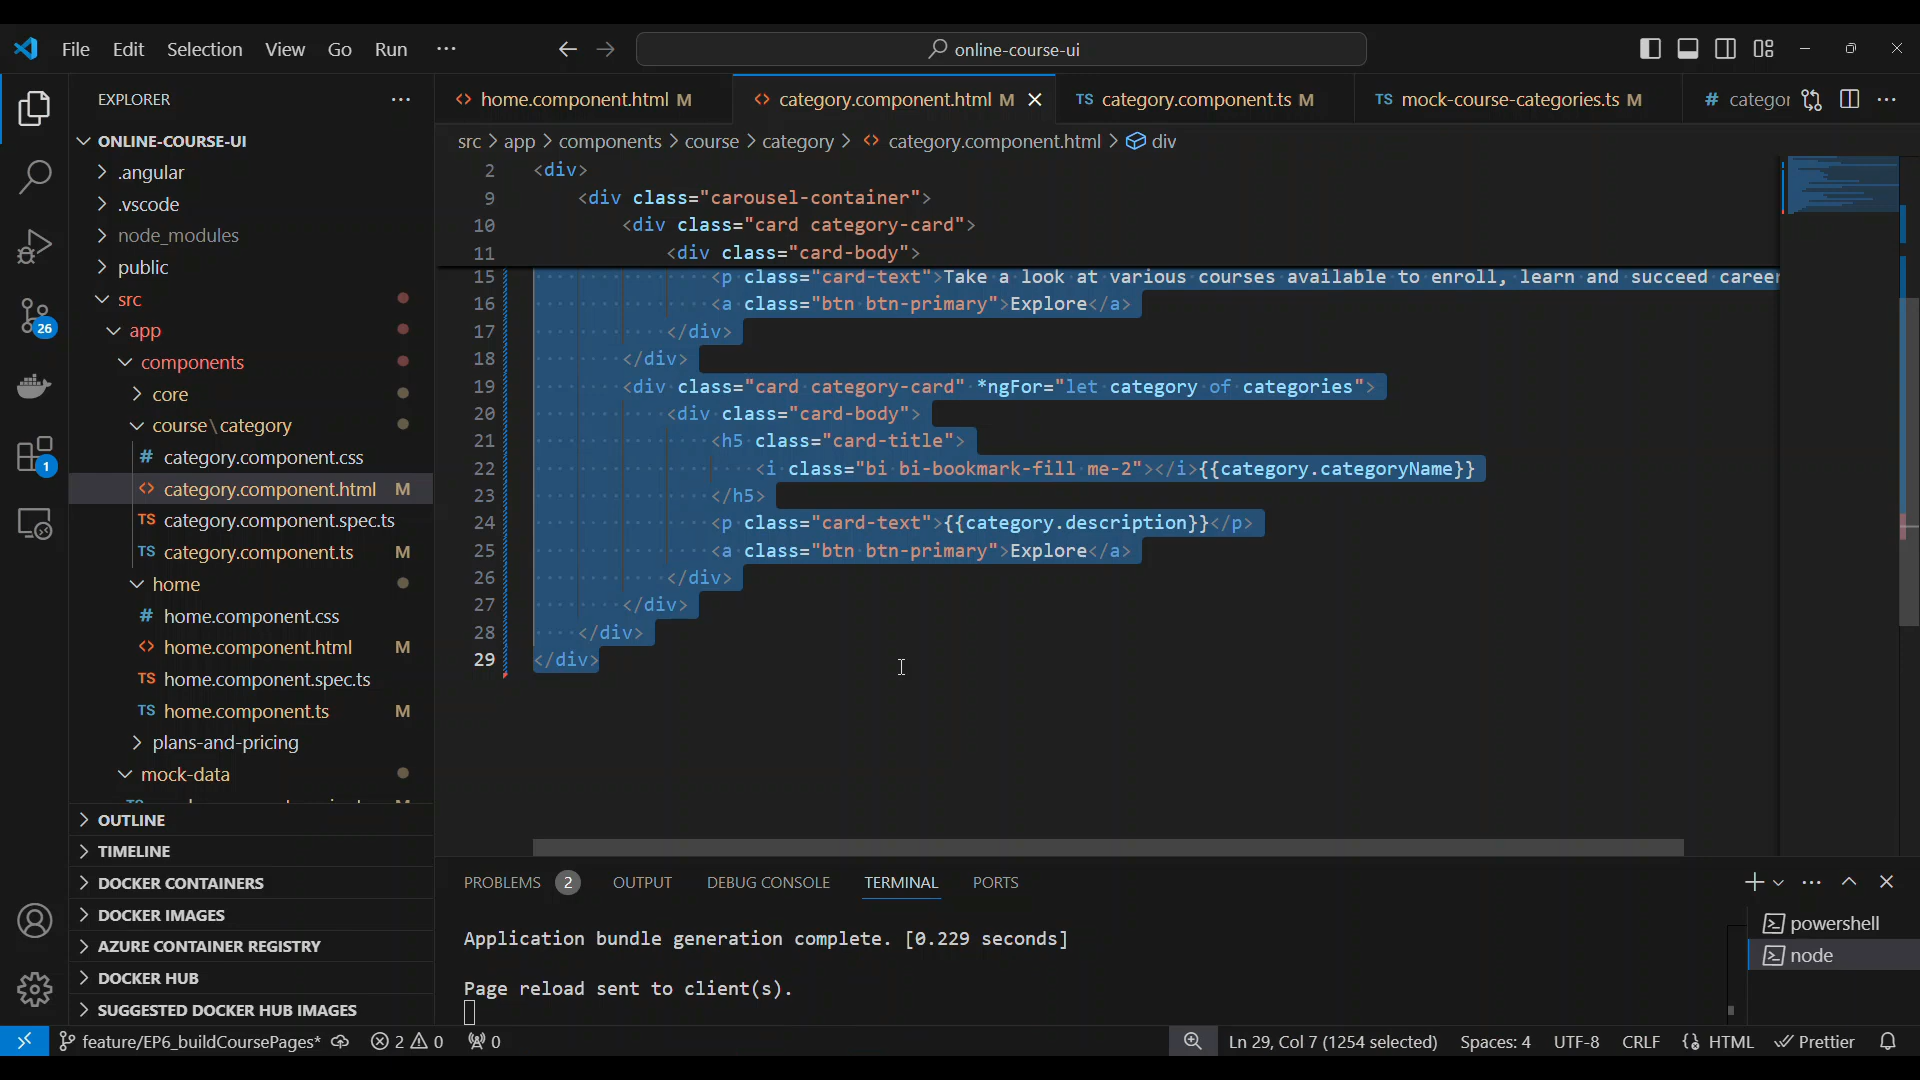 File Edit Selection View Go Run ···
online-course-ui
EXPLORER
home.component.html M
category.component.html M
TS category.component.ts M
TS mock-course-categories.ts M
# categor
src > app > components > course > category > category.component.html > div
ONLINE-COURSE-UI
.angular
.vscode
node_modules
public
src
app
components
core
course\category
# category.component.css
category.component.html M
TS category.component.spec.ts
TS category.component.ts M
home
# home.component.css
home.component.html M
TS home.component.spec.ts
TS home.component.ts M
plans-and-pricing
mock-data
OUTLINE
TIMELINE
DOCKER CONTAINERS
DOCKER IMAGES
AZURE CONTAINER REGISTRY
DOCKER HUB
SUGGESTED DOCKER HUB IMAGES
26
1
2 <div>
9 <div class="carousel-container">
10 <div class="card category-card">
11 <div class="card-body">
15 <p class="card-text">Take a look at various courses available to enroll, learn and succeed career
16 <a class="btn btn-primary">Explore</a>
17 </div>
18 </div>
19 <div class="card category-card" *ngFor="let category of categories">
20 <div class="card-body">
21 <h5 class="card-title">
22 <i class="bi bi-bookmark-fill me-2"></i>{{category.categoryName}}
23 </h5>
24 <p class="card-text">{{category.description}}</p>
25 <a class="btn btn-primary">Explore</a>
26 </div>
27 </div>
28 </div>
29 </div>
PROBLEMS 2 OUTPUT DEBUG CONSOLE TERMINAL PORTS
Application bundle generation complete. [0.229 seconds]
Page reload sent to client(s).
powershell
node
feature/EP6_buildCoursePages* 2 0 0 Ln 29, Col 7 (1254 selected) Spaces: 4 UTF-8 CRLF {} HTML Prettier